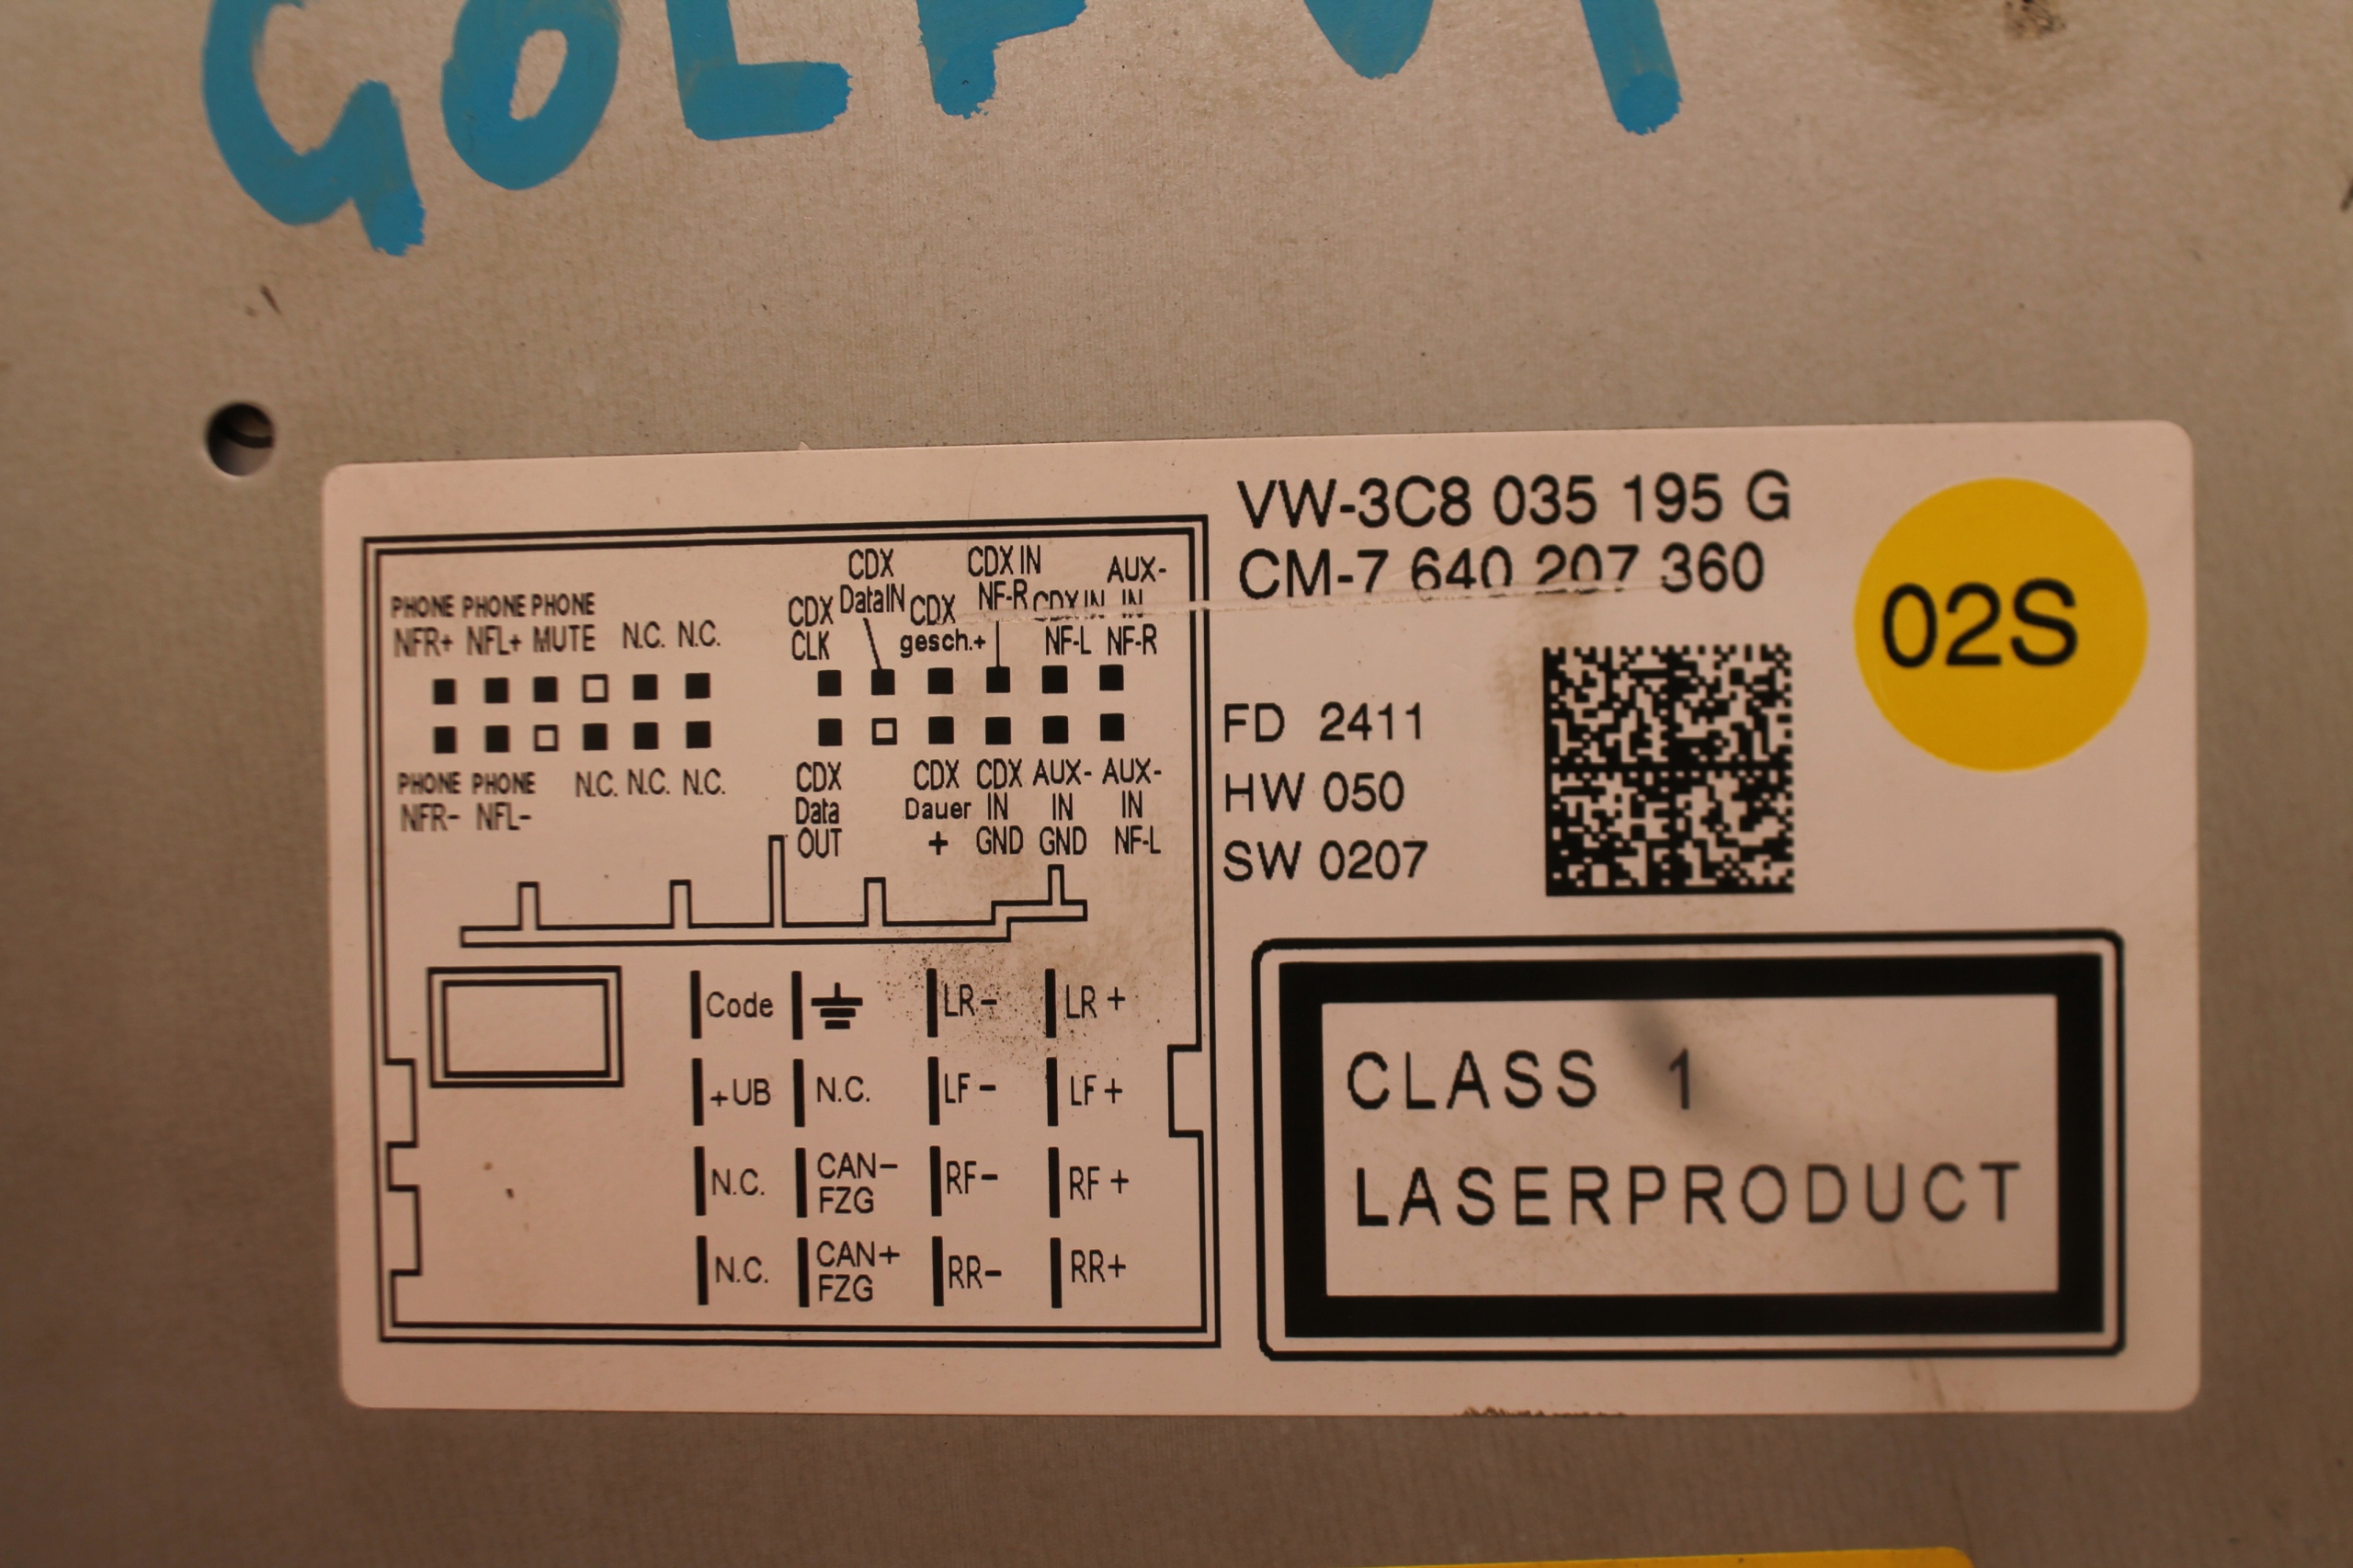 GOLF VI
VW-3C8 035 195 G
CM-7 640 207 360
02S
FD 2411
HW 050
SW 0207
CLASS 1
LASERPRODUCT
CDX CDX IN AUX-
PHONE PHONE PHONE CDX DataIN CDX NF-R CDX IN IN
NFR+ NFL+ MUTE N.C. N.C. CLK gesch.+ NF-L NF-R
PHONE PHONE N.C. N.C. N.C. CDX CDX CDX AUX- AUX-
NFR- NFL- Data Dauer IN IN IN
OUT + GND GND NF-L
Code LR- LR+
+UB N.C. LF- LF+
N.C. CAN- RF- RF+
FZG
N.C. CAN+ RR- RR+
FZG